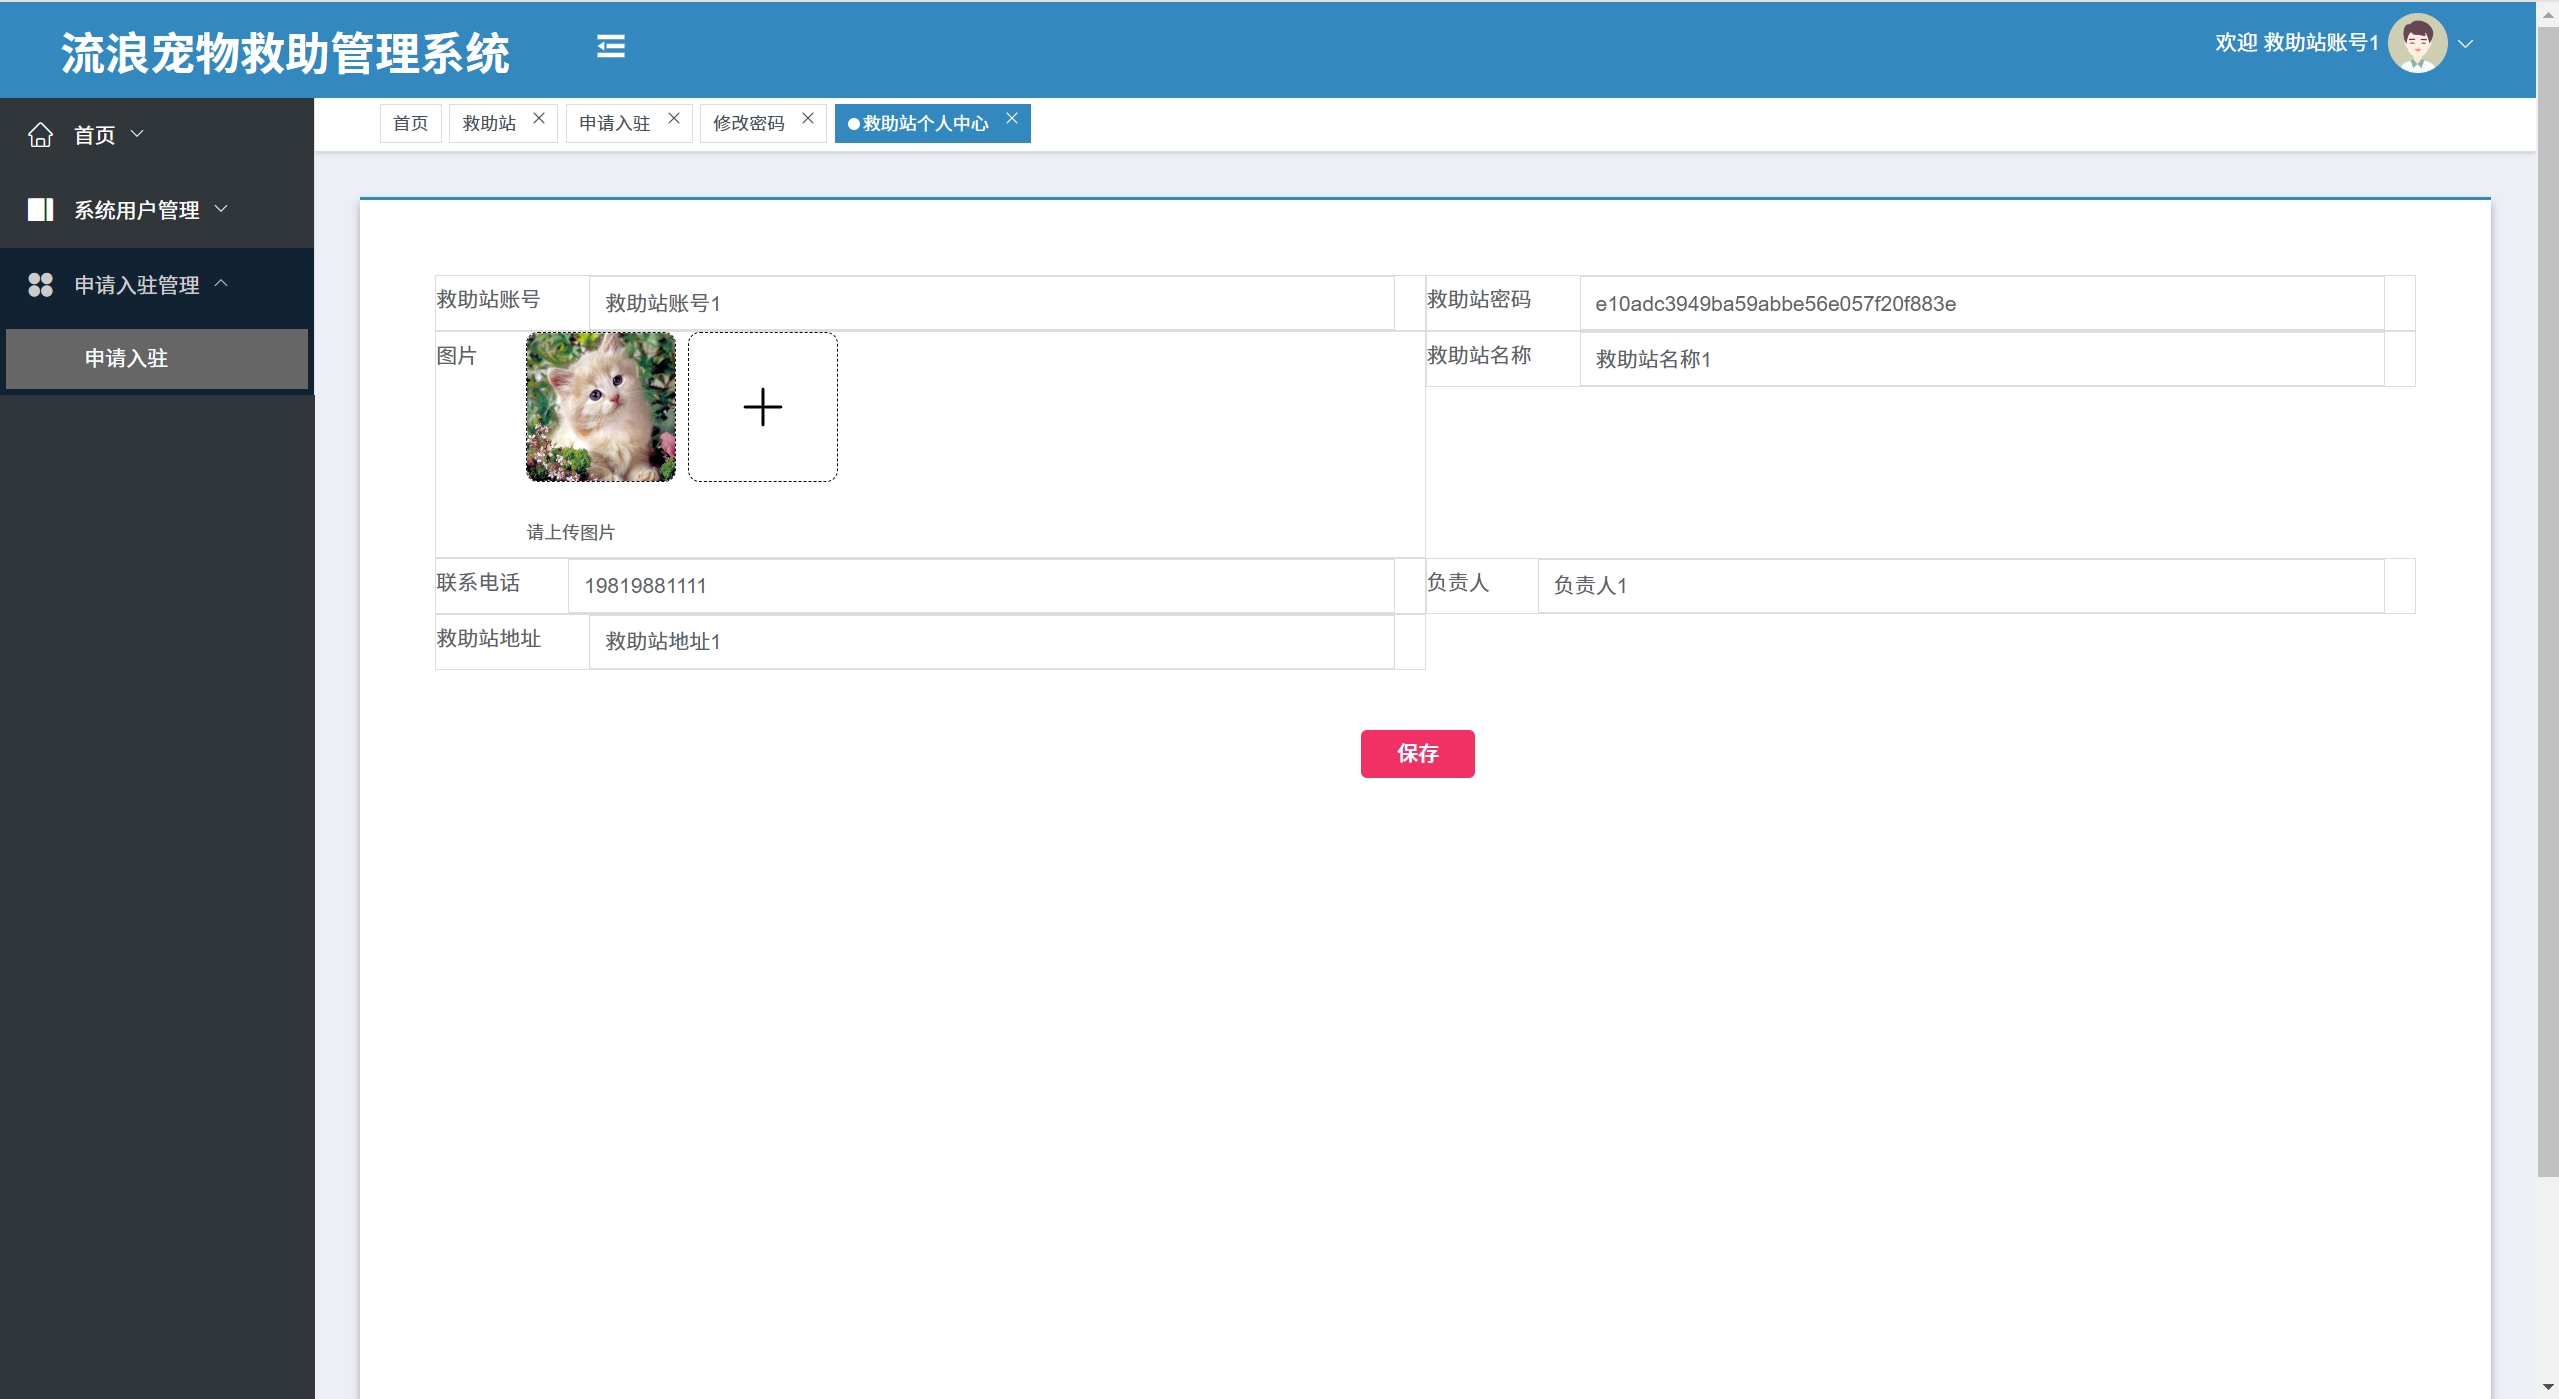 流浪宠物救助管理系统
欢迎 救助站账号1
首页
系统用户管理
申请入驻管理
申请入驻
首页 救助站 申请入驻 修改密码 救助站个人中心
救助站账号 救助站账号1 救助站密码 e10adc3949ba59abbe56e057f20f883e
图片 救助站名称 救助站名称1
请上传图片
联系电话 19819881111 负责人 负责人1
救助站地址 救助站地址1
保存